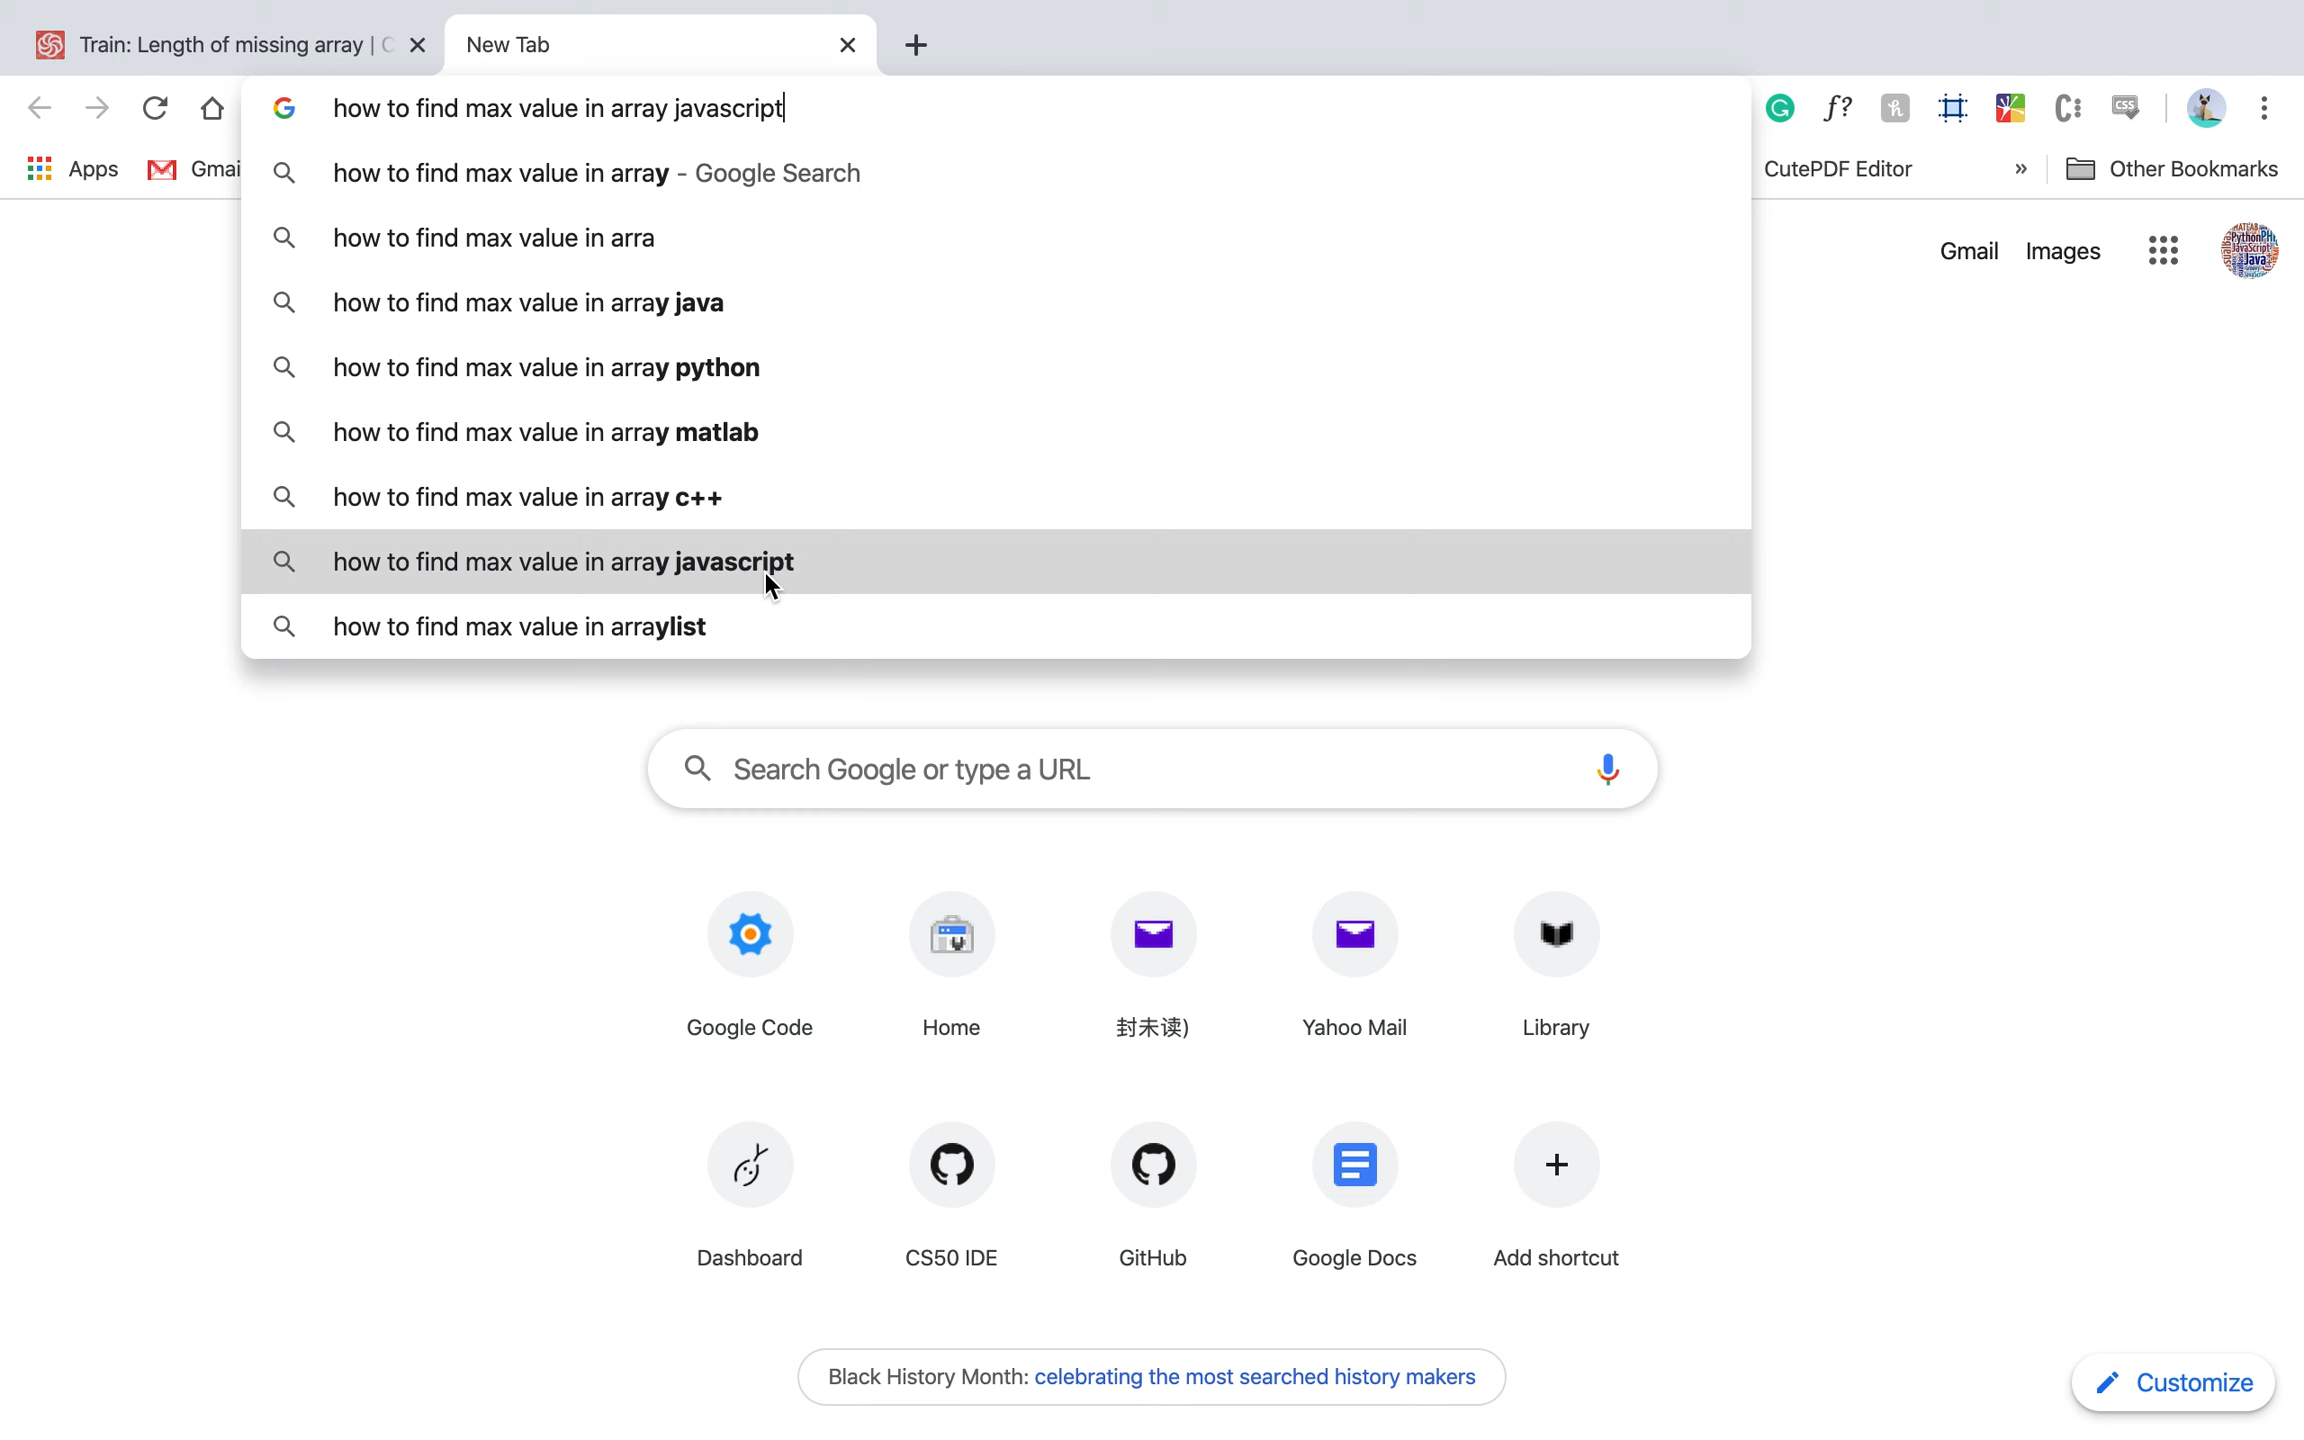 Train: Length of missing array | C
New Tab
how to find max value in array javascript
Apps
Gmai
how to find max value in array - Google Search
how to find max value in arra
how to find max value in array java
how to find max value in array python
how to find max value in array matlab
how to find max value in array c++
how to find max value in array javascript
how to find max value in arraylist
CutePDF Editor
» Other Bookmarks
Gmail Images
Search Google or type a URL
Google Code Home 封未读) Yahoo Mail Library
Dashboard CS50 IDE GitHub Google Docs Add shortcut
Black History Month: celebrating the most searched history makers
Customize